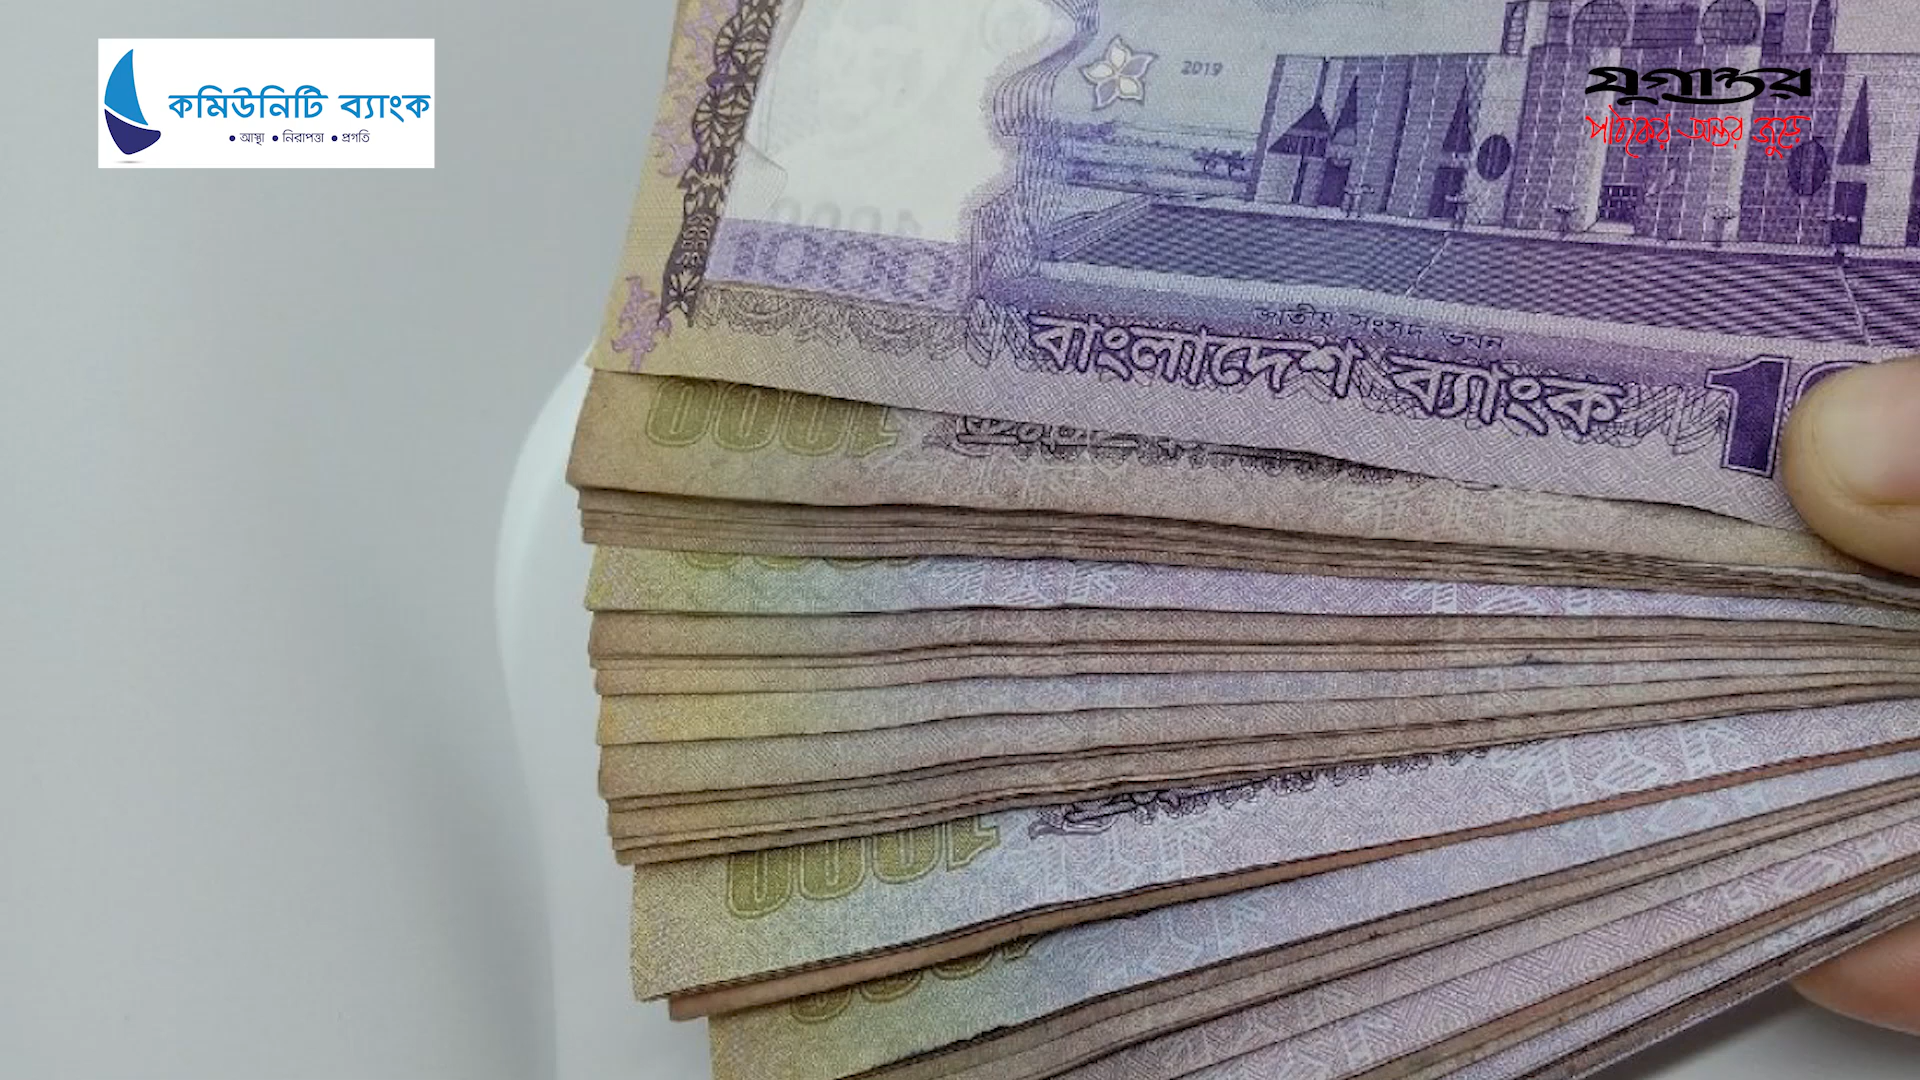 কমিউনিটি ব্যাংক
• আস্থা • নিরাপত্তা • প্রগতি
যুগান্তর
পাঠকের অন্তর জুড়ে
2019
1000
জাতীয় সংসদ ভবন
বাংলাদেশ ব্যাংক
1000
1000